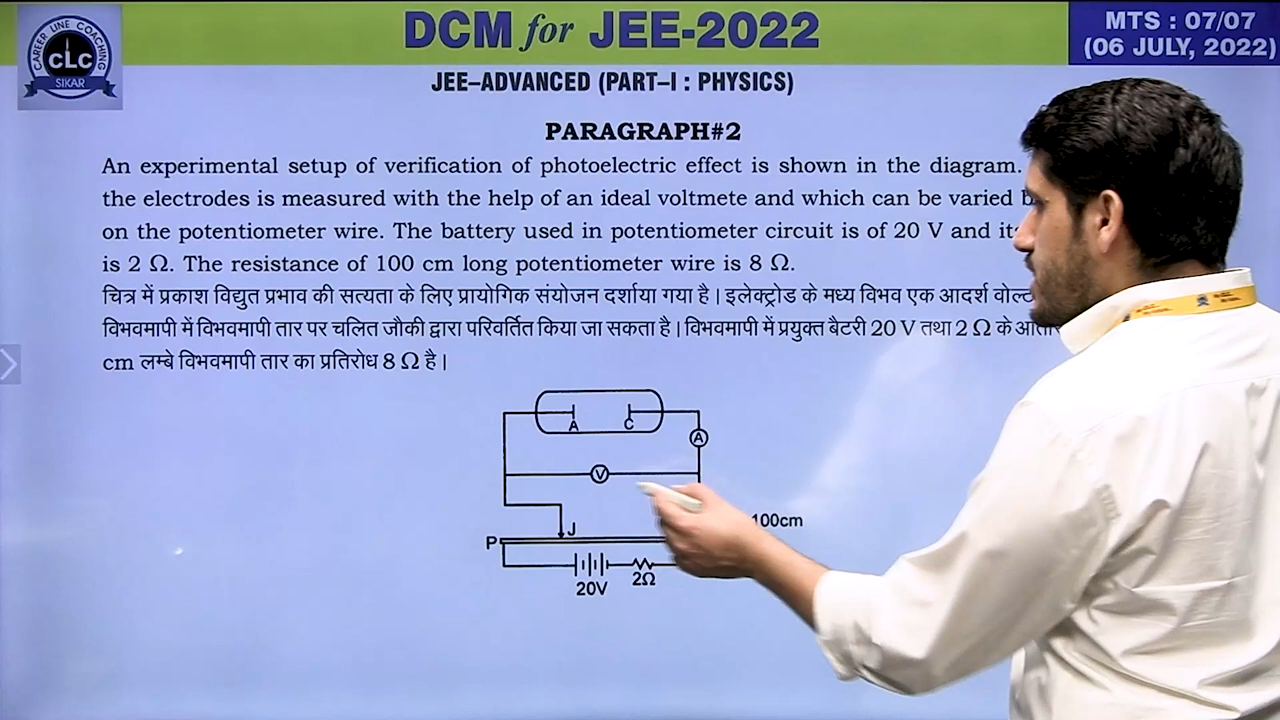 CAREER LINE COACHING
CLC
SIKAR
DCM for JEE-2022
MTS : 07/07
(06 JULY, 2022)
JEE–ADVANCED (PART–I : PHYSICS)
PARAGRAPH#2
An experimental setup of verification of photoelectric effect is shown in the diagram.
the electrodes is measured with the help of an ideal voltmete and which can be varied
on the potentiometer wire. The battery used in potentiometer circuit is of 20 V and
is 2 Ω. The resistance of 100 cm long potentiometer wire is 8 Ω.
चित्र में प्रकाश विद्युत प्रभाव की सत्यता के लिए प्रायोगिक संयोजन दर्शाया गया है। इलेक्ट्रोड के मध्य विभव एक आदर्श
विभवमापी में विभवमापी तार पर चलित जौकी द्वारा परिवर्तित किया जा सकता है। विभवमापी में प्रयुक्त बैटरी 20 V तथा 2 Ω के
cm लम्बे विभवमापी तार का प्रतिरोध 8 Ω है।
A C
A
V
J
100cm
P
20V
2Ω